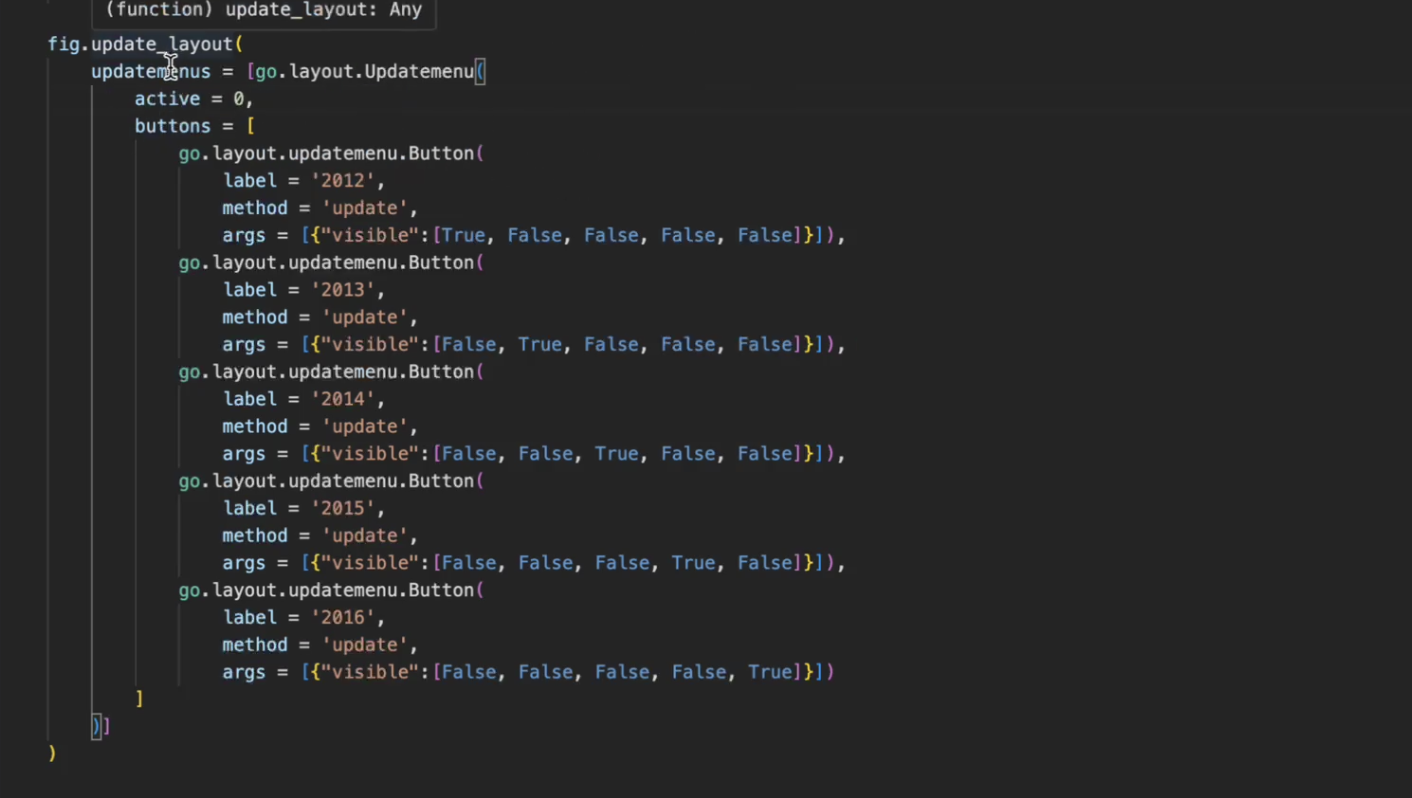 (function) update_layout: Any
fig.update_layout(
    updatemenus = [go.layout.Updatemenu(
        active = 0,
        buttons = [
            go.layout.updatemenu.Button(
                label = '2012',
                method = 'update',
                args = [{"visible":[True, False, False, False, False]}]),
            go.layout.updatemenu.Button(
                label = '2013',
                method = 'update',
                args = [{"visible":[False, True, False, False, False]}]),
            go.layout.updatemenu.Button(
                label = '2014',
                method = 'update',
                args = [{"visible":[False, False, True, False, False]}]),
            go.layout.updatemenu.Button(
                label = '2015',
                method = 'update',
                args = [{"visible":[False, False, False, True, False]}]),
            go.layout.updatemenu.Button(
                label = '2016',
                method = 'update',
                args = [{"visible":[False, False, False, False, True]}])
        ]
    )]
)